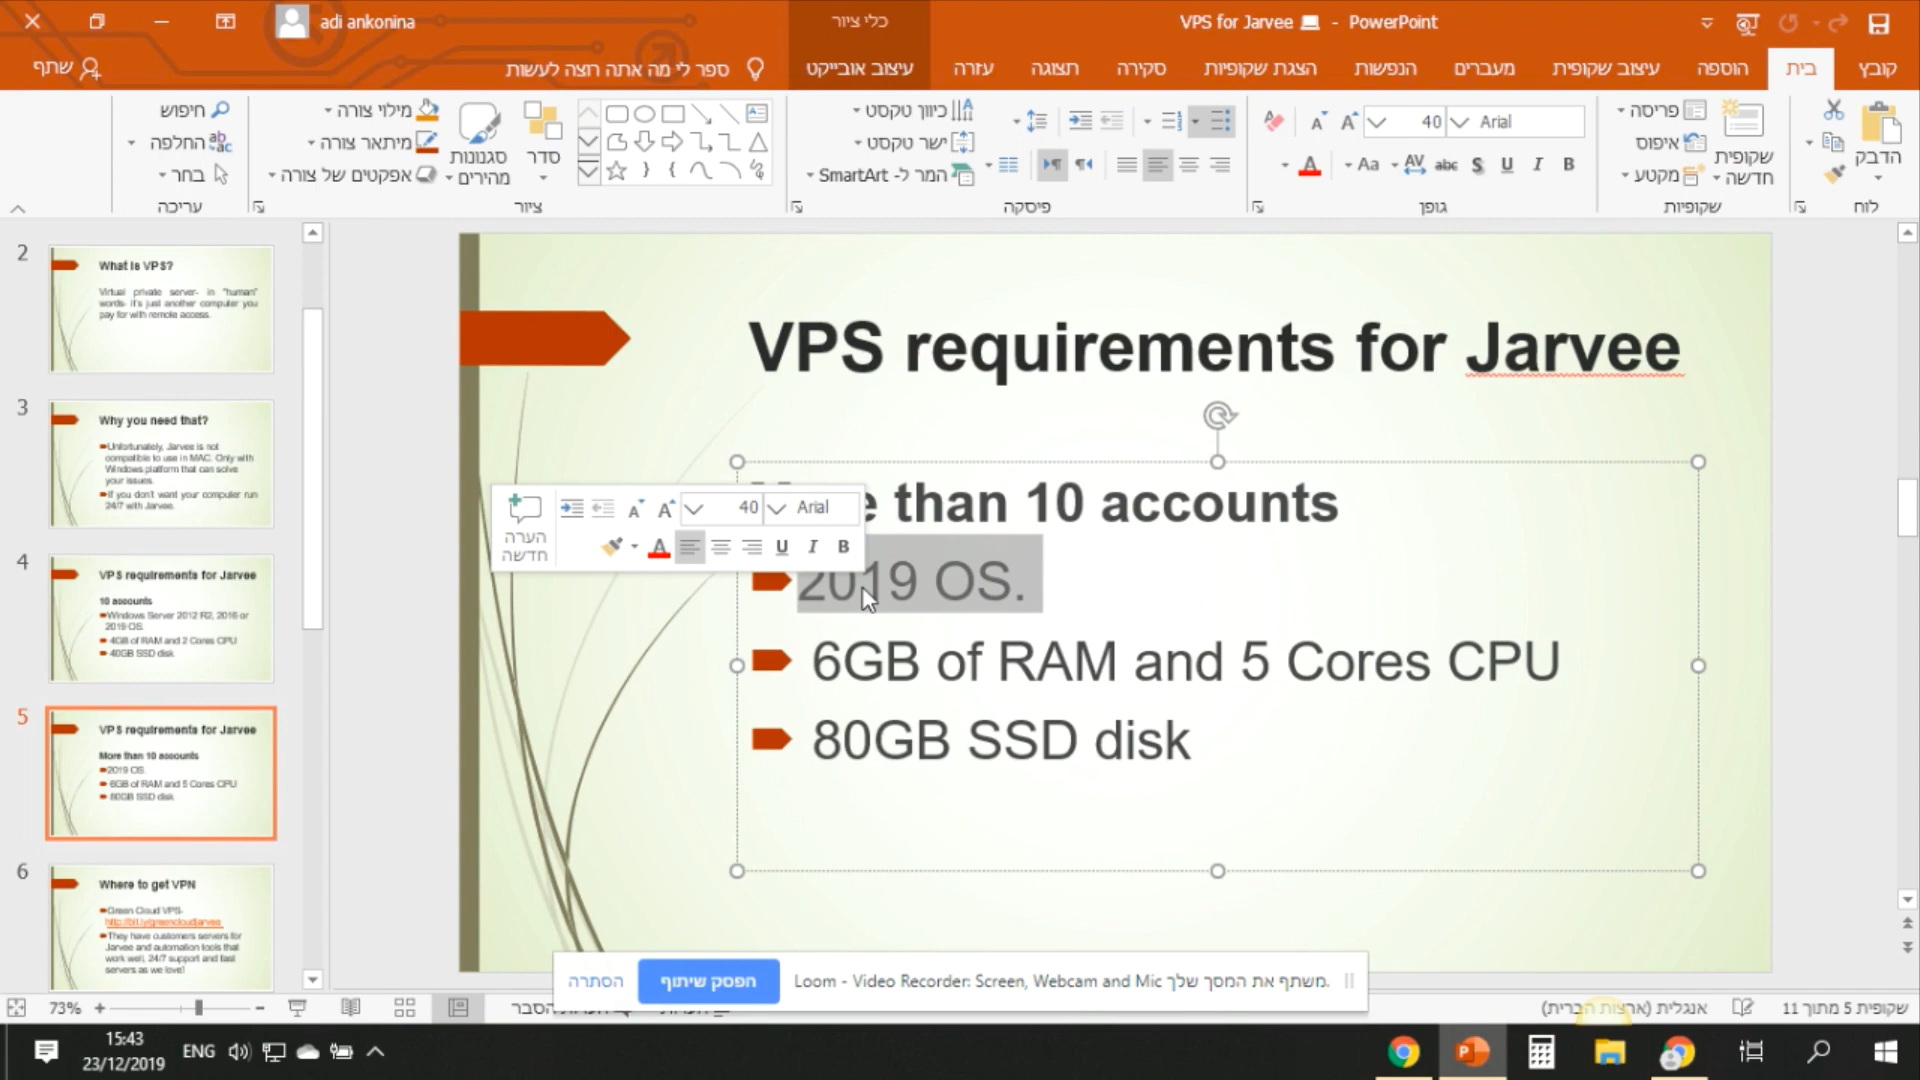 adi ankonina
כלי ציור
VPS for Jarvee - PowerPoint
קובץ
בית
הוספה
עיצוב שקופית
מעברים
הנפשות
הצגת שקופיות
סקירה
תצוגה
עזרה
עיצוב אובייקט
ספר לי מה אתה רוצה לעשות
שתף
הדבק
לוח
שקופית חדשה
פריסה
איפוס
מקטע
שקופיות
Arial
40
גופן
כיוון טקסט
ישר טקסט
המר ל- SmartArt
פיסקה
סדר
סגנונות מהירים
מילוי צורה
מיתאר צורה
אפקטים של צורה
ציור
חיפוש
החלפה
בחר
עריכה
2
What is VPS?
Virtual private server- in "human"
words- it's just another computer you
pay for with remote access.
3
Why you need that?
Unfortunately, Jarvee is not
compatible to use in MAC. Only with
Windows platform that can solve
your issues.
If you don't want your computer run
24/7 with Jarvee.
4
VPS requirements for Jarvee
10 accounts
Windows Server 2012 R2, 2016 or
2019 OS.
4GB of RAM and 2 Cores CPU
40GB SSD disk
5
VPS requirements for Jarvee
More than 10 accounts
2019 OS.
6GB of RAM and 5 Cores CPU
80GB SSD disk
6
Where to get VPN
Green Cloud VPS-
http://bit.ly/greencloudjarvee
They have customers servers for
Jarvee and automation tools that
work well, 24/7 support and fast
servers as we love!
VPS requirements for Jarvee
e than 10 accounts
2019 OS.
6GB of RAM and 5 Cores CPU
80GB SSD disk
הערה חדשה
40
Arial
משתף את המסך שלך Loom - Video Recorder: Screen, Webcam and Mic.
הפסק שיתוף
הסתרה
שקופית 5 מתוך 11
אנגלית (ארצות הברית)
73%
15:43
23/12/2019
ENG